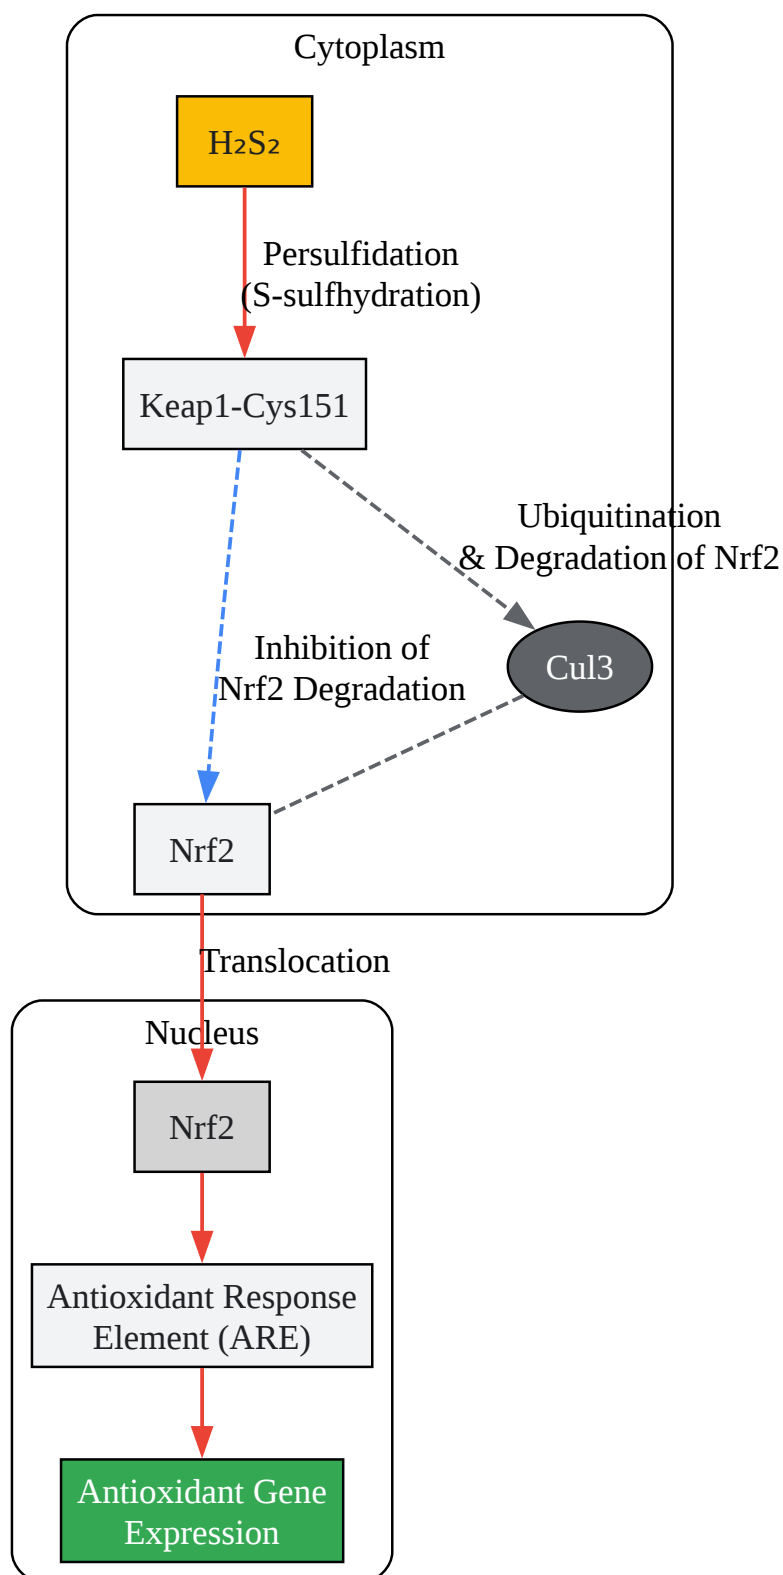 Cytoplasm
H₂S₂
Persulfidation
(S-sulfhydration)
Keap1-Cys151
Ubiquitination
& Degradation of Nrf2
Inhibition of
Nrf2 Degradation
Cul3
Nrf2
Translocation
Nucleus
Nrf2
Antioxidant Response
Element (ARE)
Antioxidant Gene
Expression